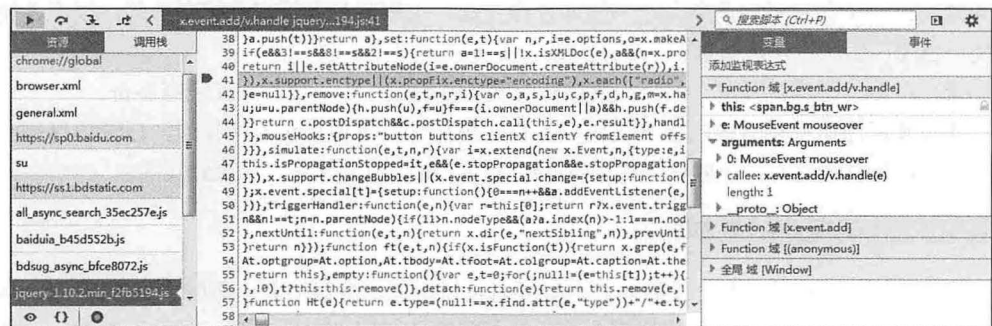 x.event.add/v.handle jquery...194.js:41
搜索脚本 (Ctrl+P)
资源
调用栈
chrome://global
browser.xml
general.xml
https://sp0.baidu.com
su
https://ss1.bdstatic.com
all_async_search_35ec257e.js
baiduia_b45d552b.js
bdsug_async_bfce8072.js
jquery-1.10.2.min_f2fb5194.js
38 }a.push(t)}}return a},set:function(e,t){var n,r,i=e.options,o=x.makeA
39 if(e&&3!==s&&8!==s&&2!==s){return a=1!==s||!x.isXMLDoc(e),a&&(n=x.pro
40 return i||e.setAttributeNode(i=e.ownerDocument.createAttribute(r)),i.
41 }}),x.support.enctype||(x.propFix.enctype="encoding"),x.each(["radio",
42 }e=null}},remove:function(e,t,n,r,i){var o,a,s,l,u,c,p,f,d,h,g,m=x.ha
43 u;u=u.parentNode){h.push(u),f=u}f===(i.ownerDocument||a)&&h.push(f.de
44 }}return c.postDispatch&&c.postDispatch.call(this,e),e.result}},handl
45 }},mouseHooks:{props:"button buttons clientX clientY fromElement offs
46 }}},simulate:function(e,t,n,r){var i=x.extend(new x.Event,n,{type:e,i
47 this.isPropagationStopped=it,e&&(e.stopPropagation&&e.stopPropagation
48 }}),x.support.changeBubbles||(x.event.special.change={setup:function(
49 };x.event.special[t]={setup:function(){0===n++&&a.addEventListener(e,
50 })},triggerHandler:function(e,n){var r=this[0];return r?x.event.trigg
51 n&&n!==t;n=n.parentNode){if(11>n.nodeType&&(a?a.index(n)>-1:1===n.nod
52 },nextUntil:function(e,t,n){return x.dir(e,"nextSibling",n)},prevUnti
53 }return n}});function ft(e,t,n){if(x.isFunction(t)){return x.grep(e,f
54 At.optgroup=At.option,At.tbody=At.tfoot=At.colgroup=At.caption=At.the
55 }return this},empty:function(){var e,t=0;for(;null!=(e=this[t]);t++){
56 },!0),t?this:this.remove()},detach:function(e){return this.remove(e,!
57 }function Ht(e){return e.type=(null!==x.find.attr(e,"type"))+"/"+e.ty
58
变量
事件
添加监视表达式
Function 域 [x.event.add/v.handle]
this: <span.bg.s_btn_wr>
e: MouseEvent mouseover
arguments: Arguments
0: MouseEvent mouseover
callee: x.event.add/v.handle(e)
length: 1
__proto__: Object
Function 域 [x.event.add]
Function 域 [(anonymous)]
全局 域 [Window]